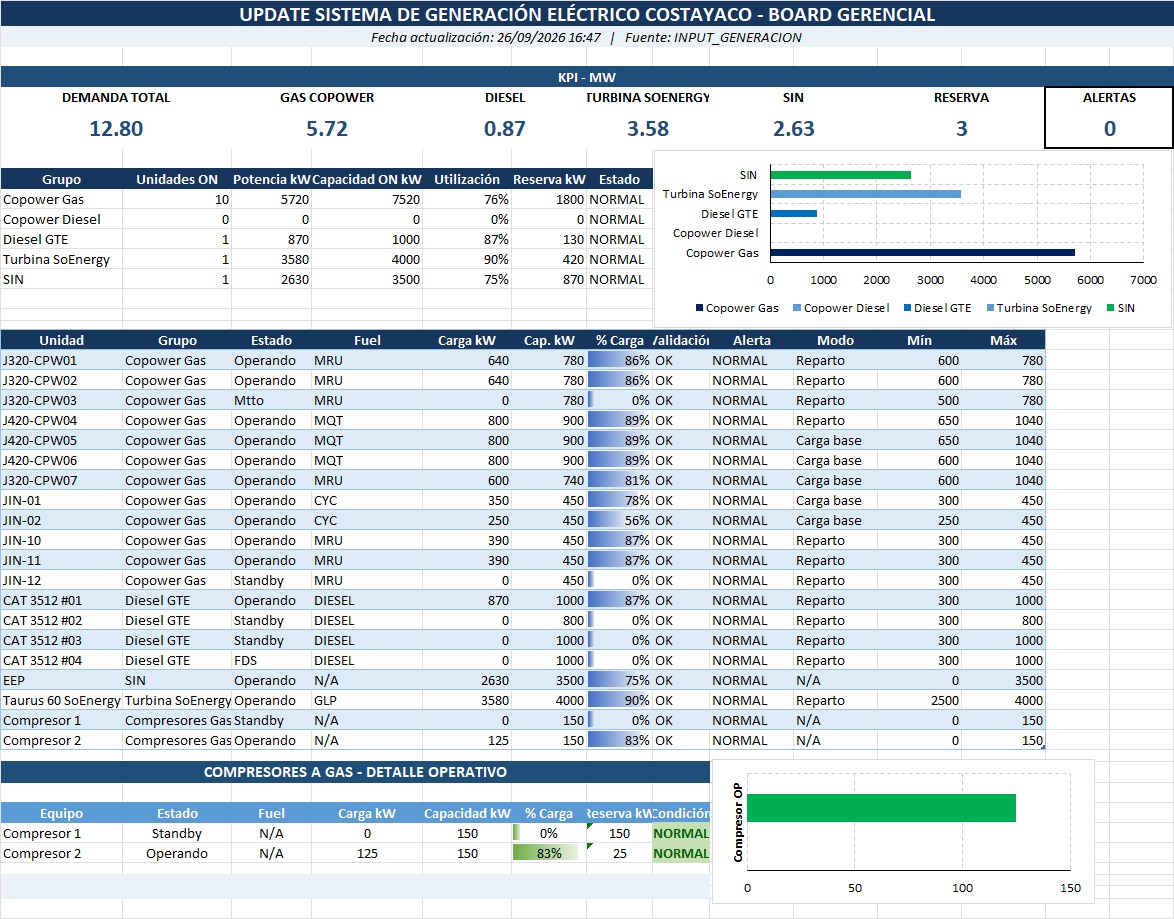 UPDATE SISTEMA DE GENERACIÓN ELÉCTRICO COSTAYACO - BOARD GERENCIAL
Fecha actualización: 26/09/2026 16:47 | Fuente: INPUT_GENERACION
KPI - MW
DEMANDA TOTAL GAS COPOWER DIESEL TURBINA SOENERGY SIN RESERVA ALERTAS
12.80 5.72 0.87 3.58 2.63 3 0
Grupo Unidades ON Potencia kW Capacidad ON kW Utilización Reserva kW Estado
Copower Gas 10 5720 7520 76% 1800 NORMAL
Copower Diesel 0 0 0 0% 0 NORMAL
Diesel GTE 1 870 1000 87% 130 NORMAL
Turbina SoEnergy 1 3580 4000 90% 420 NORMAL
SIN 1 2630 3500 75% 870 NORMAL
SIN
Turbina SoEnergy
Diesel GTE
Copower Diesel
Copower Gas
0 1000 2000 3000 4000 5000 6000 7000
Copower Gas Copower Diesel Diesel GTE Turbina SoEnergy SIN
Unidad Grupo Estado Fuel Carga kW Cap. kW % Carga Validación Alerta Modo Mín Máx
J320-CPW01 Copower Gas Operando MRU 640 780 86% OK NORMAL Reparto 600 780
J320-CPW02 Copower Gas Operando MRU 640 780 86% OK NORMAL Reparto 600 780
J320-CPW03 Copower Gas Mtto MRU 0 780 0% OK NORMAL Reparto 500 780
J420-CPW04 Copower Gas Operando MQT 800 900 89% OK NORMAL Reparto 650 1040
J420-CPW05 Copower Gas Operando MQT 800 900 89% OK NORMAL Carga base 650 1040
J420-CPW06 Copower Gas Operando MQT 800 900 89% OK NORMAL Carga base 600 1040
J320-CPW07 Copower Gas Operando MRU 600 740 81% OK NORMAL Carga base 600 1040
JIN-01 Copower Gas Operando CYC 350 450 78% OK NORMAL Carga base 300 450
JIN-02 Copower Gas Operando CYC 250 450 56% OK NORMAL Carga base 250 450
JIN-10 Copower Gas Operando MRU 390 450 87% OK NORMAL Reparto 300 450
JIN-11 Copower Gas Operando MRU 390 450 87% OK NORMAL Reparto 300 450
JIN-12 Copower Gas Standby MRU 0 450 0% OK NORMAL Reparto 300 450
CAT 3512 #01 Diesel GTE Operando DIESEL 870 1000 87% OK NORMAL Reparto 300 1000
CAT 3512 #02 Diesel GTE Standby DIESEL 0 800 0% OK NORMAL Reparto 300 800
CAT 3512 #03 Diesel GTE Standby DIESEL 0 1000 0% OK NORMAL Reparto 300 1000
CAT 3512 #04 Diesel GTE FDS DIESEL 0 1000 0% OK NORMAL Reparto 300 1000
EEP SIN Operando N/A 2630 3500 75% OK NORMAL N/A 0 3500
Taurus 60 SoEnergy Turbina SoEnergy Operando GLP 3580 4000 90% OK NORMAL Reparto 2500 4000
Compresor 1 Compresores Gas Standby N/A 0 150 0% OK NORMAL N/A 0 150
Compresor 2 Compresores Gas Operando N/A 125 150 83% OK NORMAL N/A 0 150
COMPRESORES A GAS - DETALLE OPERATIVO
Equipo Estado Fuel Carga kW Capacidad kW % Carga Reserva kW Condición
Compresor 1 Standby N/A 0 150 0% 150 NORMAL
Compresor 2 Operando N/A 125 150 83% 25 NORMAL
Compresor OP
0 50 100 150